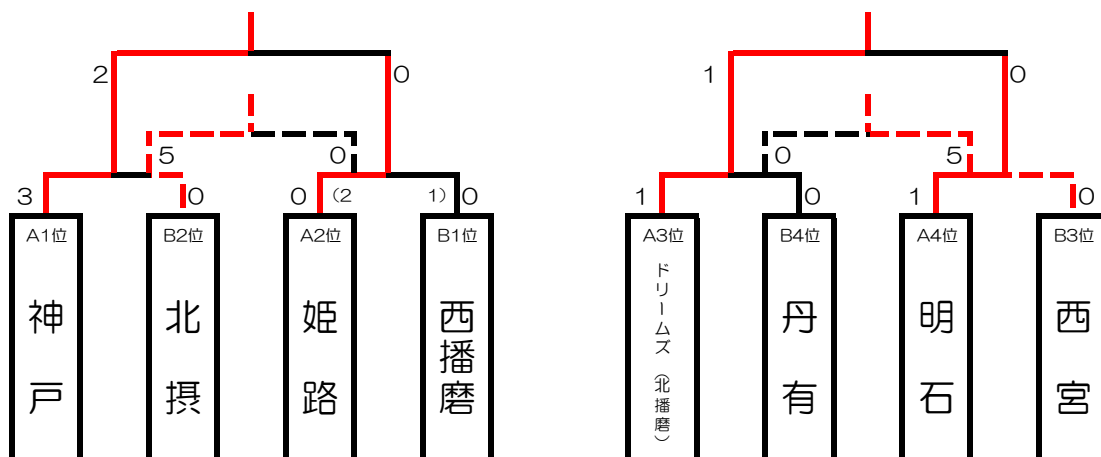 2 0 1 0
5 0 0 5
3 0 0 (2 1) 0 1 0 1 0
A1位 B2位 A2位 B1位 A3位 B4位 A4位 B3位
神戸
北摂
姫路
西播磨
ドリームズ（北播磨）
丹有
明石
西宮